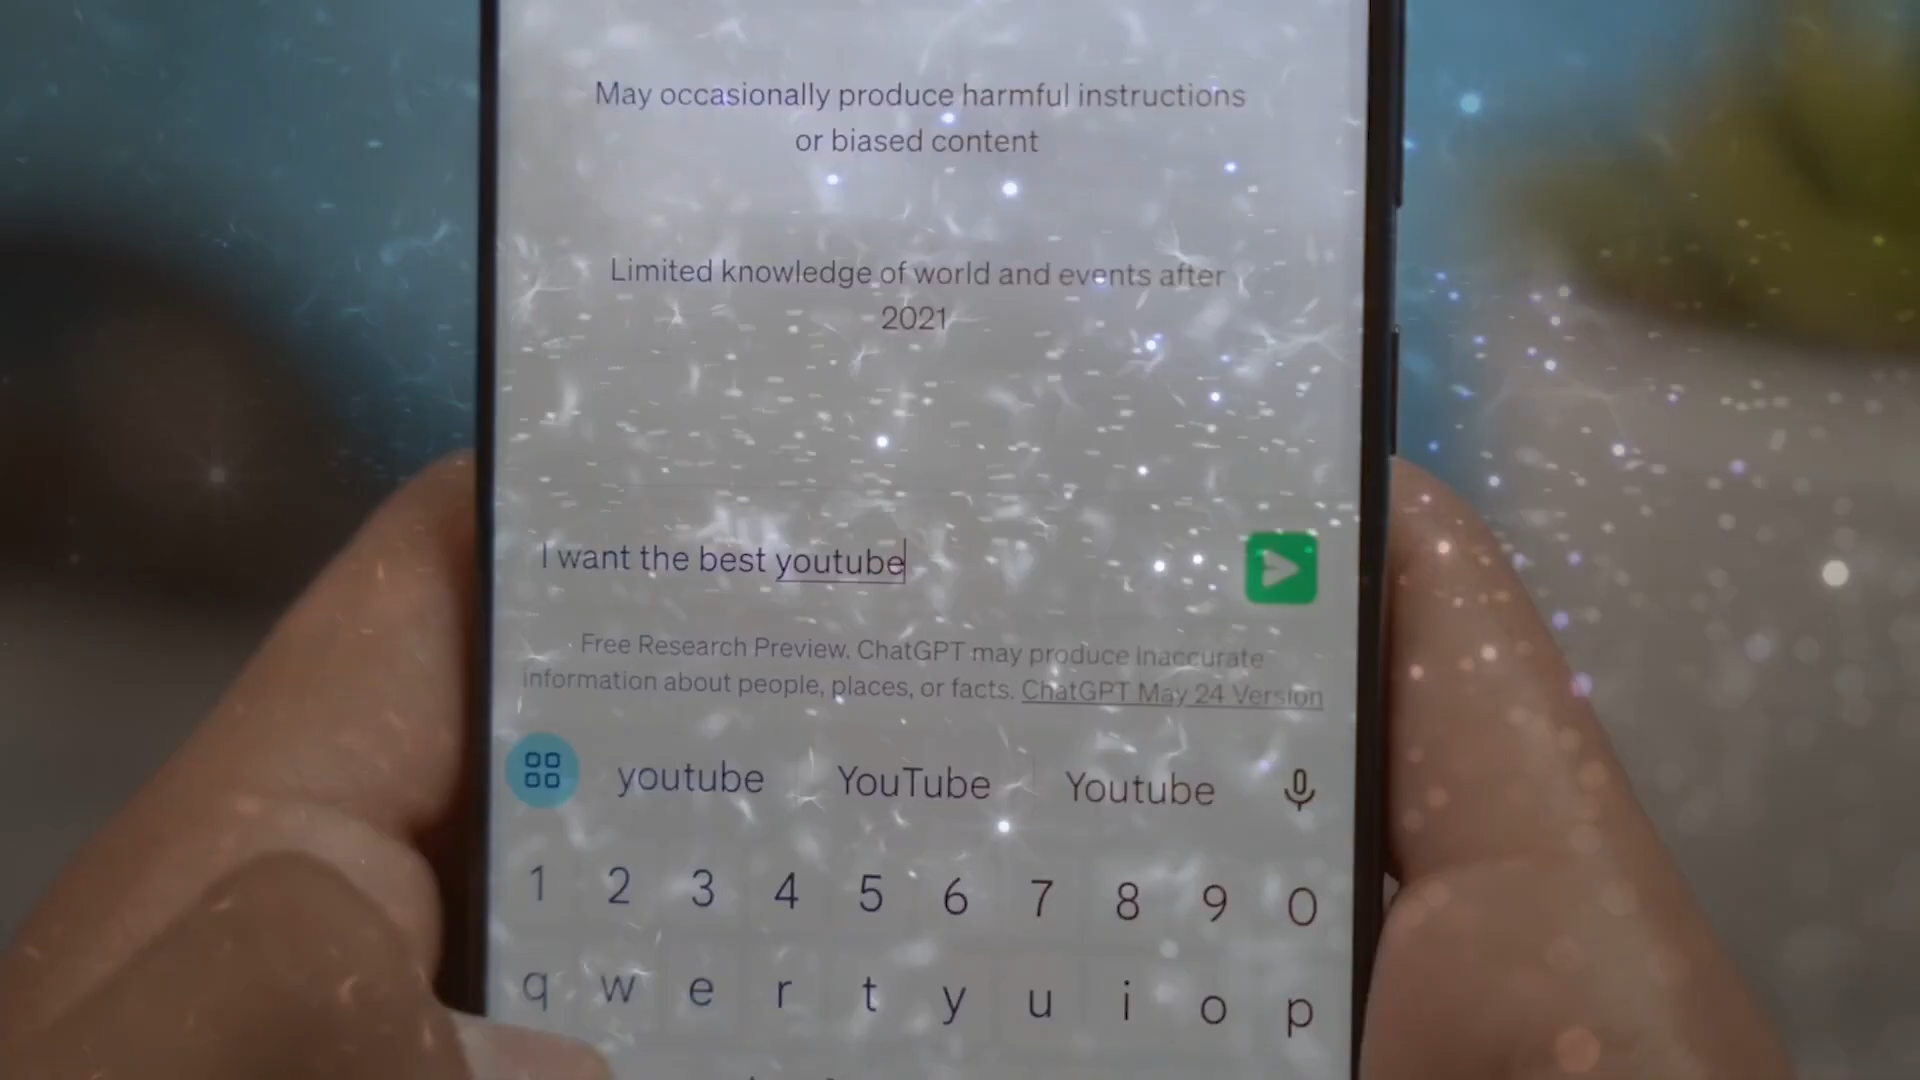 May occasionally produce harmful instructions
or biased content
Limited knowledge of world and events after
2021
I want the best youtube
Free Research Preview. ChatGPT may produce inaccurate
information about people, places, or facts. ChatGPT May 24 Version
youtube YouTube Youtube
1 2 3 4 5 6 7 8 9 0
q w e r t y u i o p